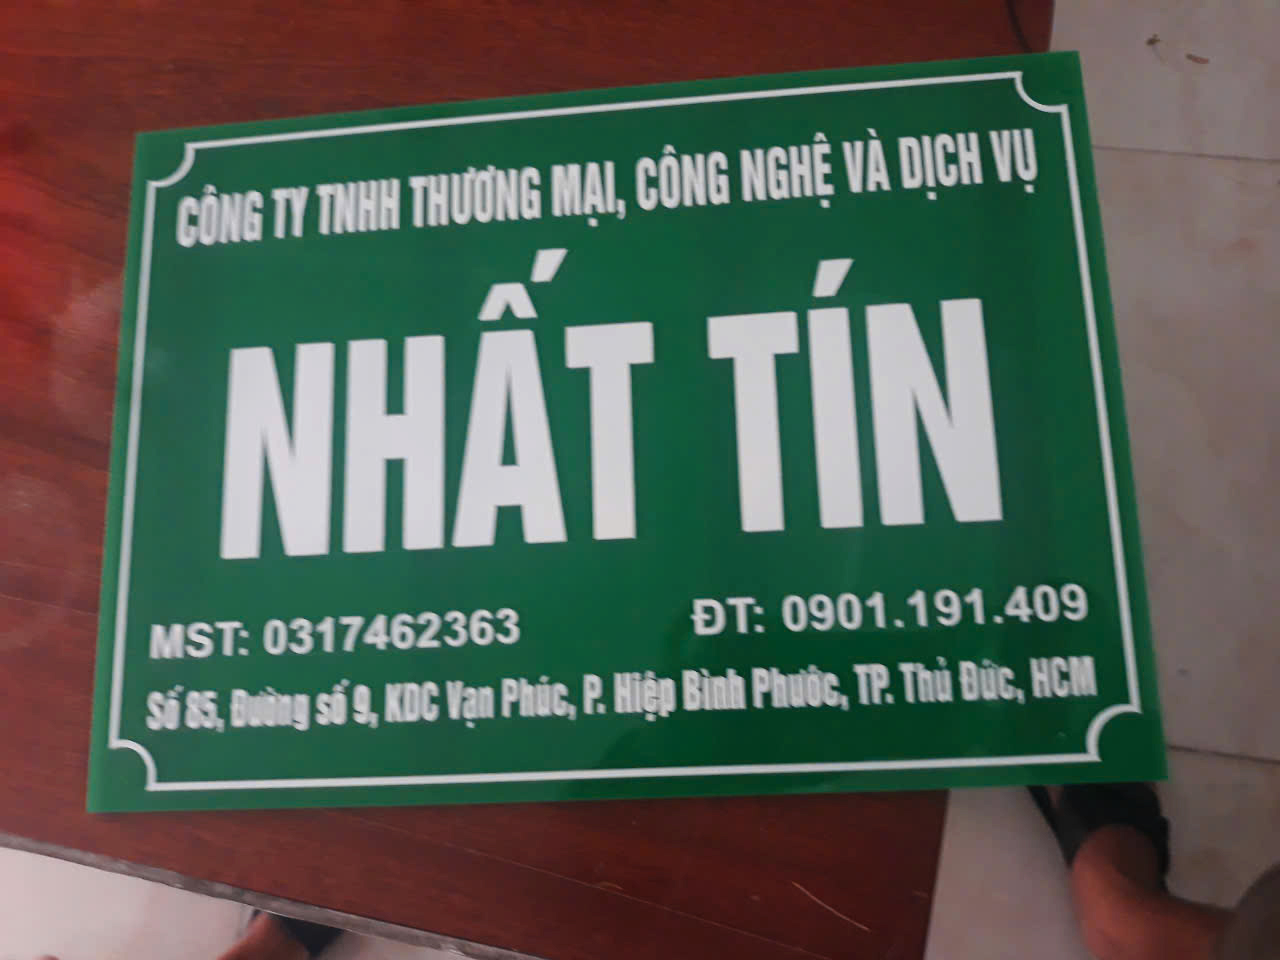 CÔNG TY TNHH THƯƠNG MẠI, CÔNG NGHỆ VÀ DỊCH VỤ
NHẤT TÍN
MST: 0317462363 ĐT: 0901.191.409
Số 85, Đường số 9, KDC Vạn Phúc, P. Hiệp Bình Phước, TP. Thủ Đức, HCM